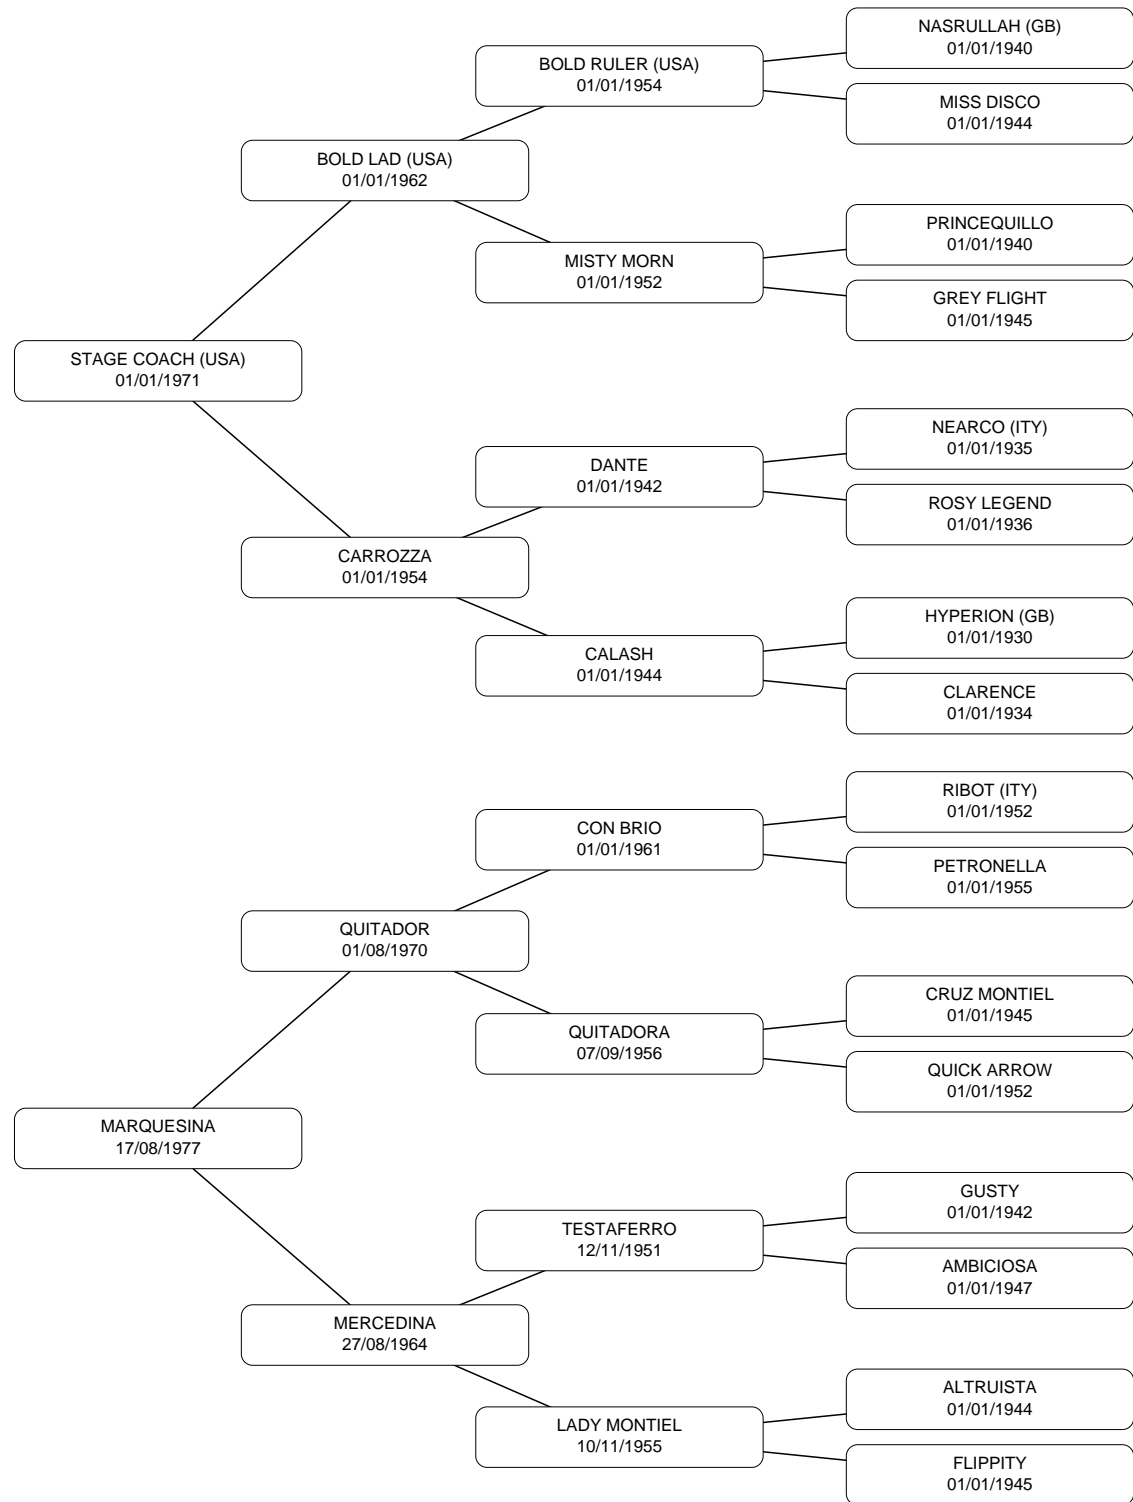 NASRULLAH (GB)
01/01/1940
BOLD RULER (USA)
01/01/1954
MISS DISCO
01/01/1944
BOLD LAD (USA)
01/01/1962
PRINCEQUILLO
01/01/1940
MISTY MORN
01/01/1952
GREY FLIGHT
01/01/1945
STAGE COACH (USA)
01/01/1971
NEARCO (ITY)
01/01/1935
DANTE
01/01/1942
ROSY LEGEND
01/01/1936
CARROZZA
01/01/1954
HYPERION (GB)
01/01/1930
CALASH
01/01/1944
CLARENCE
01/01/1934
RIBOT (ITY)
01/01/1952
CON BRIO
01/01/1961
PETRONELLA
01/01/1955
QUITADOR
01/08/1970
CRUZ MONTIEL
01/01/1945
QUITADORA
07/09/1956
QUICK ARROW
01/01/1952
MARQUESINA
17/08/1977
GUSTY
01/01/1942
TESTAFERRO
12/11/1951
AMBICIOSA
01/01/1947
MERCEDINA
27/08/1964
ALTRUISTA
01/01/1944
LADY MONTIEL
10/11/1955
FLIPPITY
01/01/1945